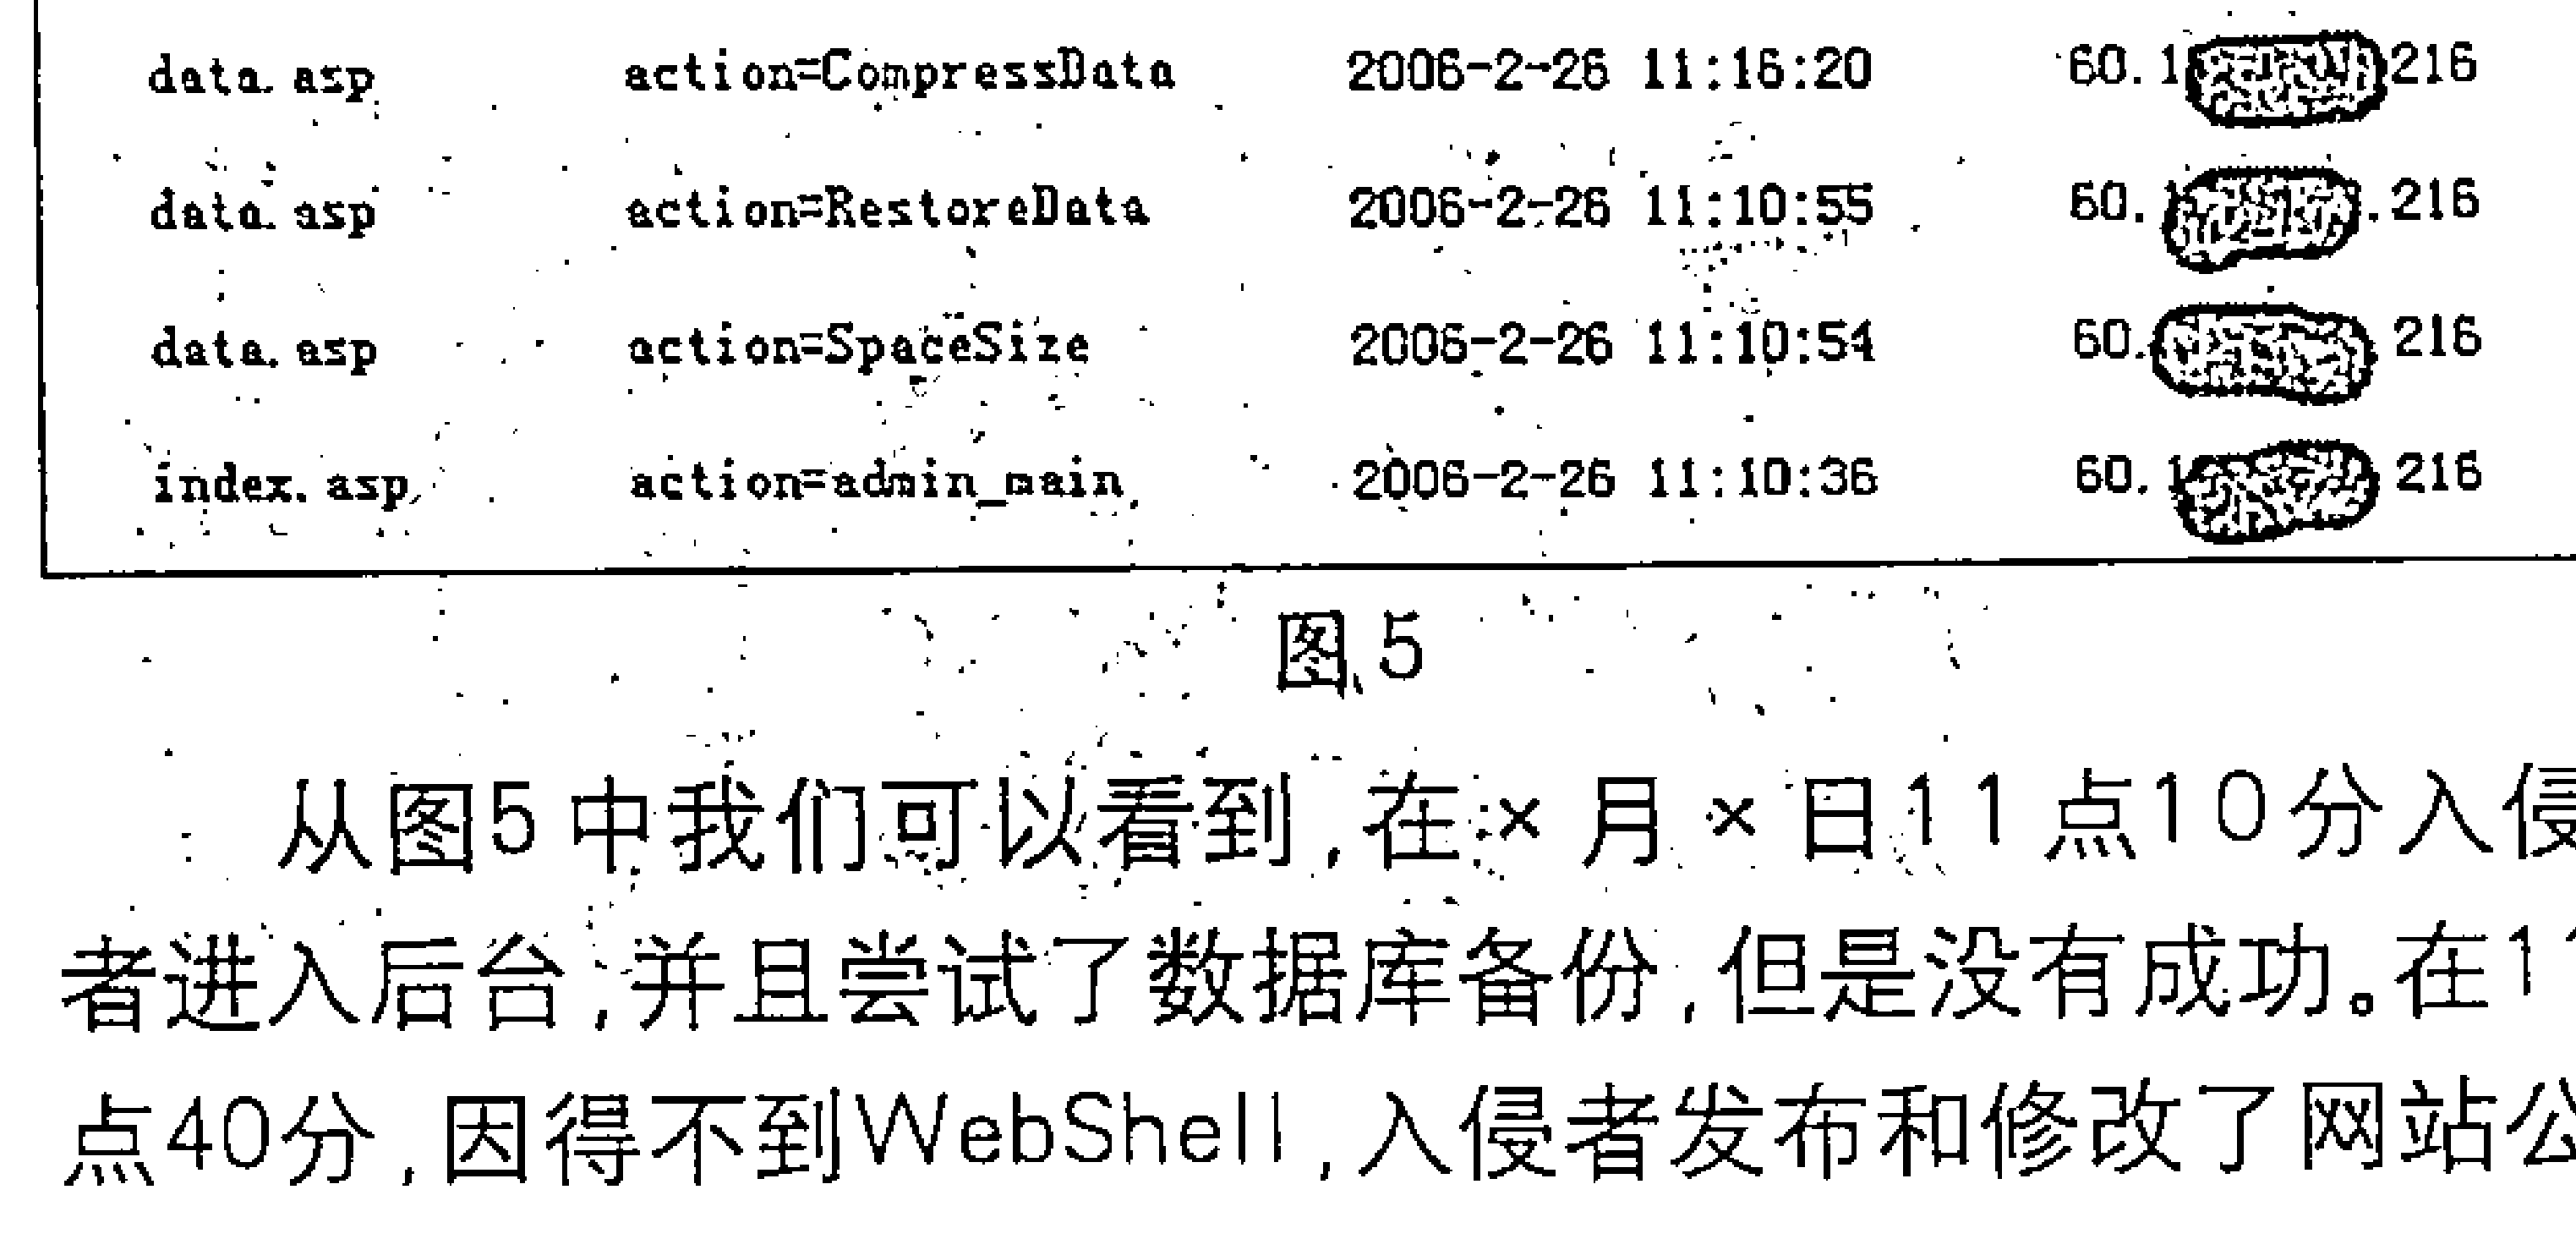 data.asp action=CompressData 2006-2-26 11:16:20 60.1 216
data.asp action=RestoreData 2006-2-26 11:10:55 60. .216
data.asp action=SpaceSize 2006-2-26 11:10:54 60. 216
index.asp action=admin_main 2006-2-26 11:10:36 60.1 216
图5
从图5中我们可以看到,在×月×日11点10分入侵
者进入后台,并且尝试了数据库备份,但是没有成功。在11
点40分,因得不到WebShell,入侵者发布和修改了网站公